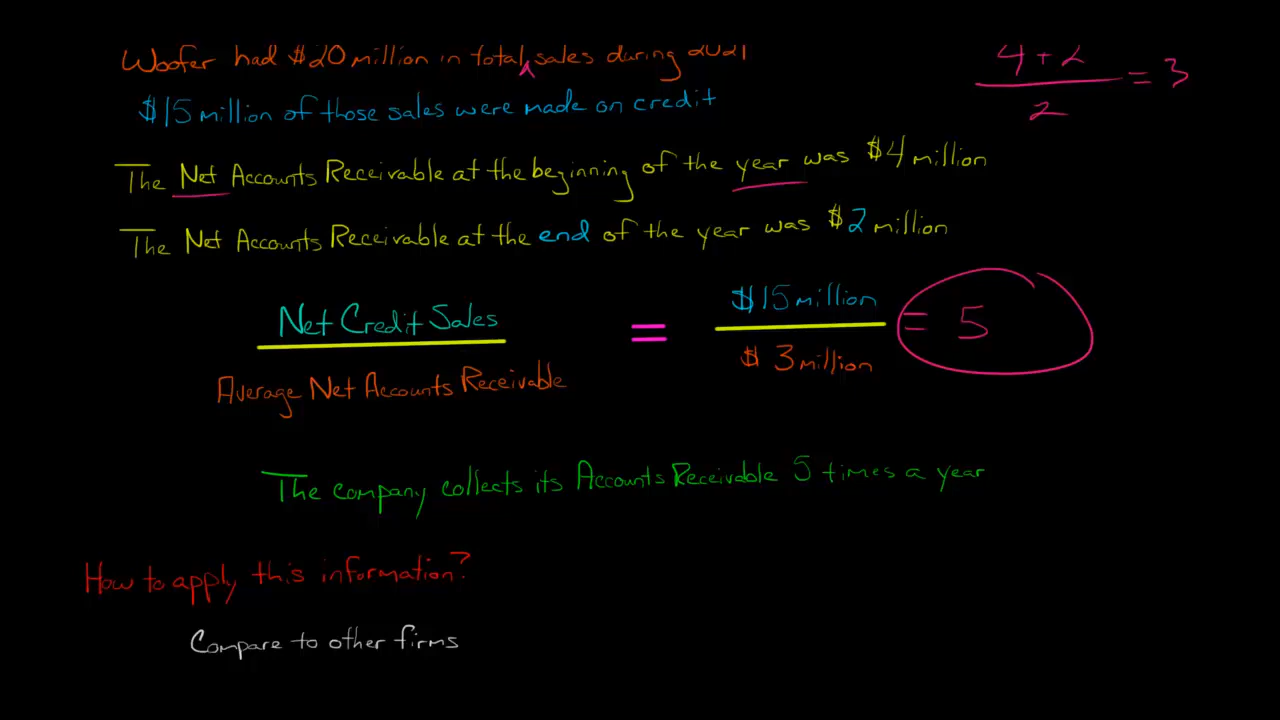 Woofer had $20 million in total sales during 2021
4 + 2
2
= 3
$15 million of those sales were made on credit
The Net Accounts Receivable at the beginning of the year was $4 million
The Net Accounts Receivable at the end of the year was $2 million
Net Credit Sales
Average Net Accounts Receivable
=
$15 million
$ 3 million
= 5
The company collects its Accounts Receivable 5 times a year
How to apply this information?
Compare to other firms